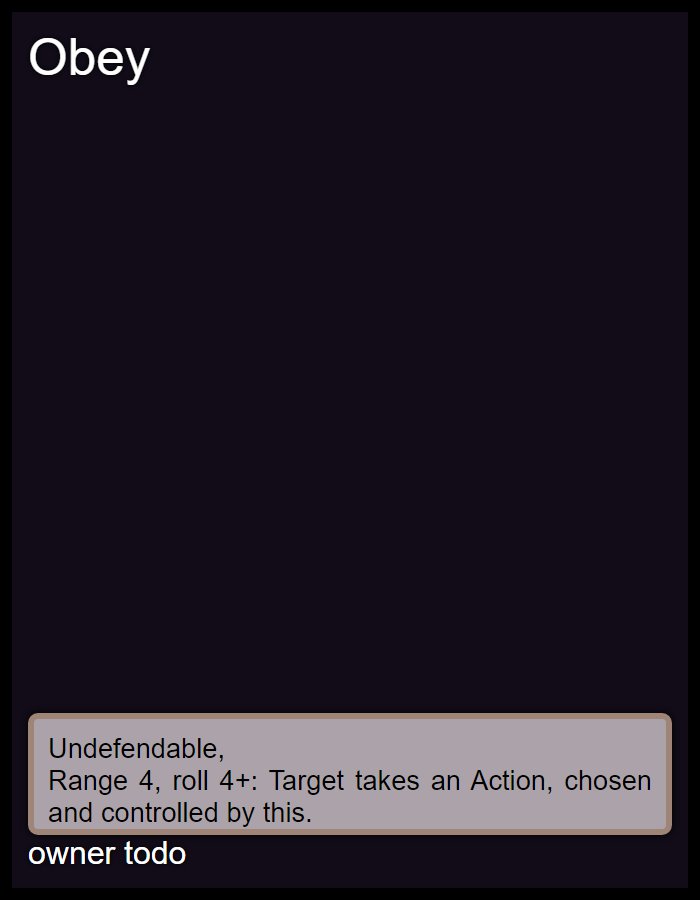 Obey
Undefendable,
Range 4, roll 4+: Target takes an Action, chosen
and controlled by this.
owner todo